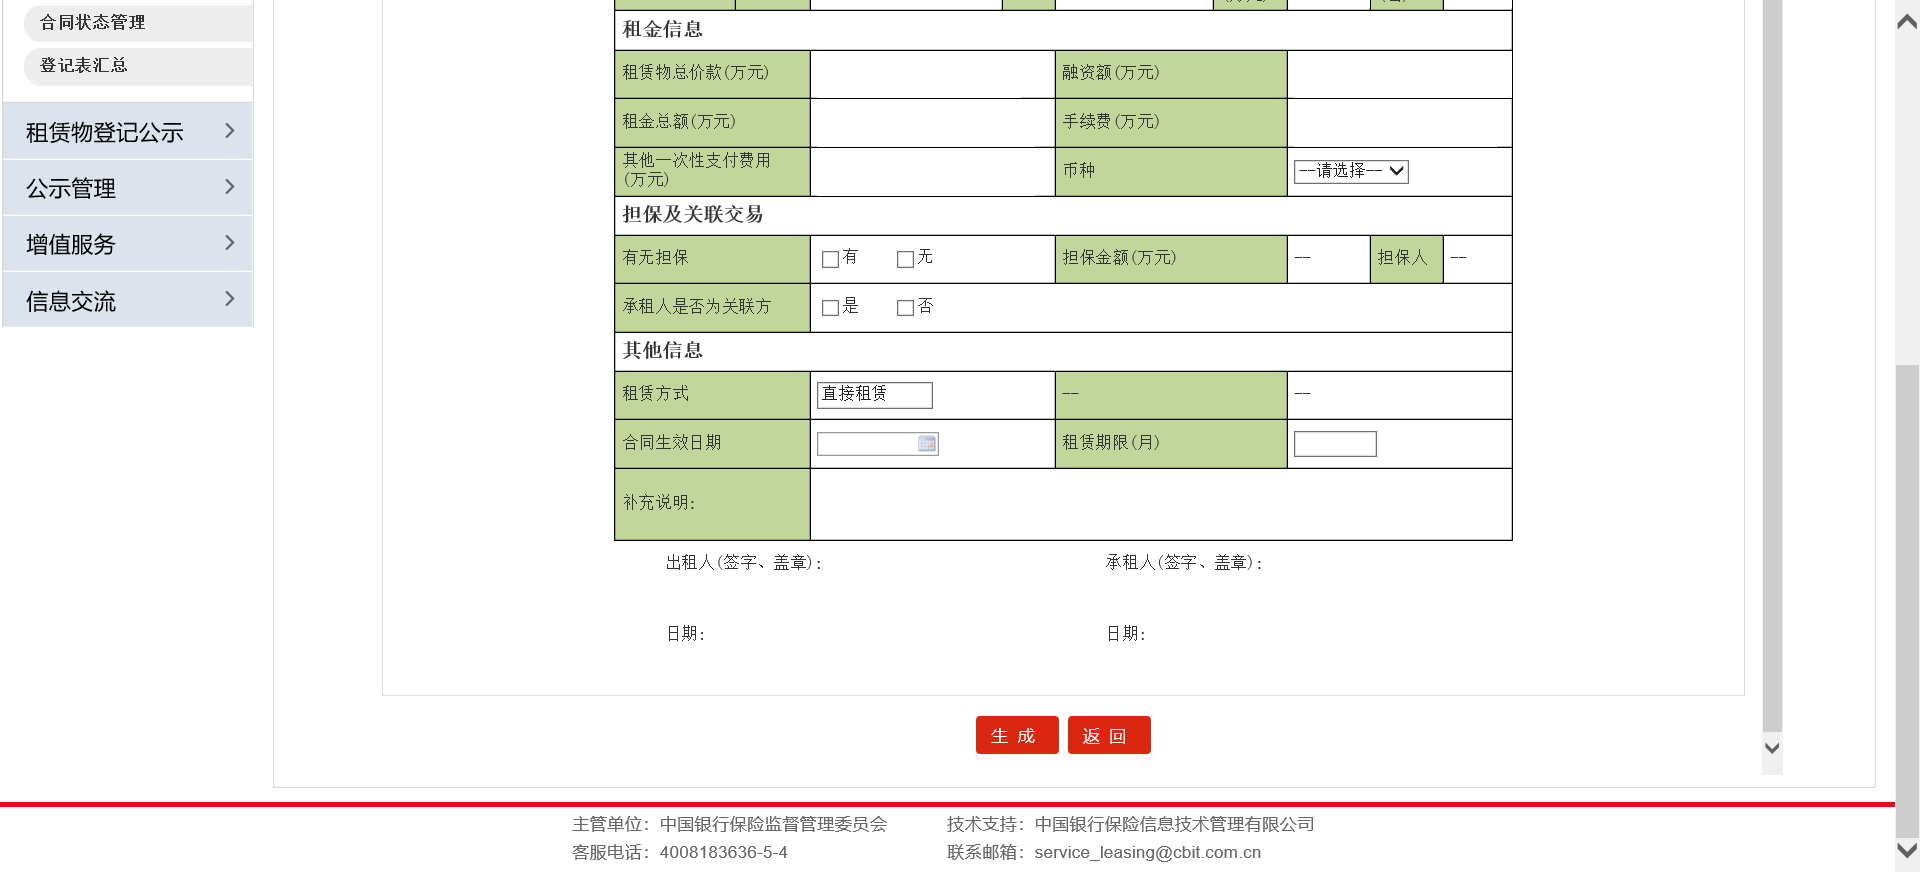 合同状态管理
登记表汇总
租赁物登记公示
公示管理
增值服务
信息交流
租金信息
租赁物总价款(万元) 融资额(万元)
租金总额(万元) 手续费(万元)
其他一次性支付费用
(万元)
币种 --请选择--
担保及关联交易
有无担保 有 无 担保金额(万元) -- 担保人 --
承租人是否为关联方 是 否
其他信息
租赁方式 直接租赁 -- --
合同生效日期 租赁期限(月)
补充说明:
出租人(签字、盖章): 承租人(签字、盖章):
日期: 日期:
生 成 返 回
主管单位：中国银行保险监督管理委员会 技术支持：中国银行保险信息技术管理有限公司
客服电话：4008183636-5-4 联系邮箱：service_leasing@cbit.com.cn